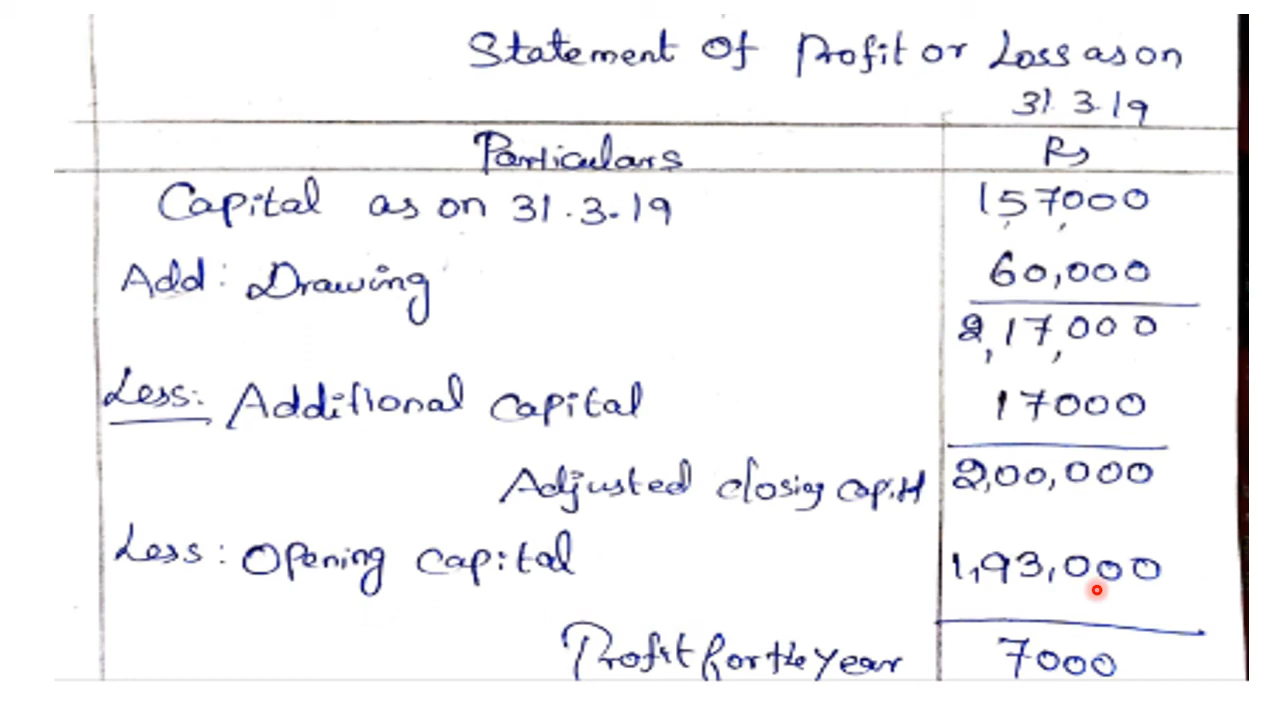 Statement Of Profit or Loss as on
31.3.19
Particulars Rs
Capital as on 31.3.19 157000
Add: Drawing 60,000
2,17,000
Less: Additional capital 17000
Adjusted closing capital 2,00,000
Less: Opening capital 1,93,000
Profit for the year 7000